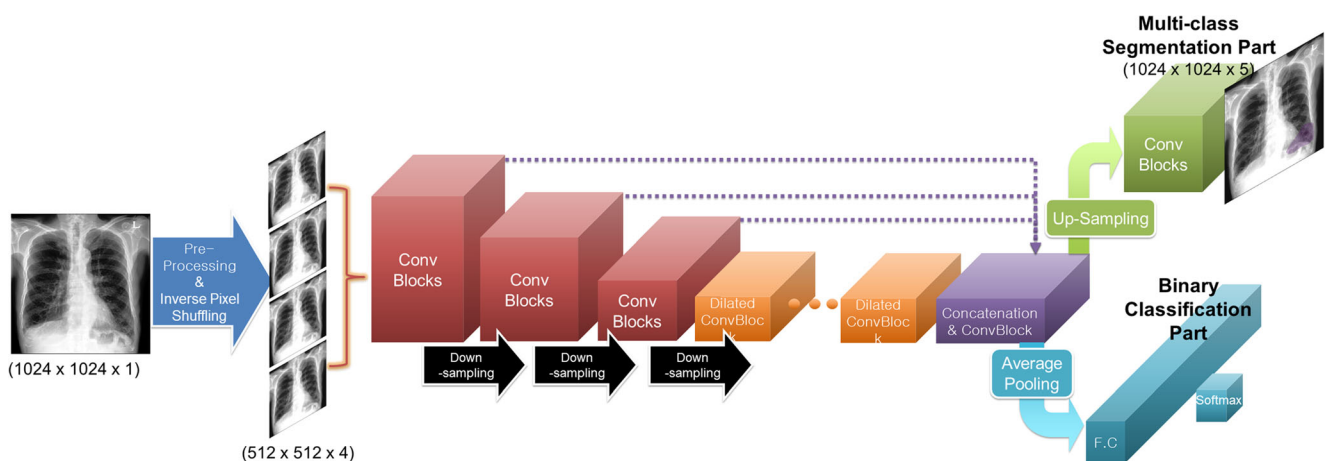 Multi-class
Segmentation Part
(1024 x 1024 x 5)
L
Conv
Blocks
Up-Sampling
L
(1024 x 1024 x 1)
Pre-
Processing
&
Inverse Pixel
Shuffling
(512 x 512 x 4)
Conv
Blocks
Conv
Blocks
Conv
Blocks
Dilated
ConvBloc
k
Dilated
ConvBloc
k
Concatenation
& ConvBlock
Down
-sampling
Down
-sampling
Down
-sampling
Average
Pooling
Binary
Classification
Part
F.C
Softmax